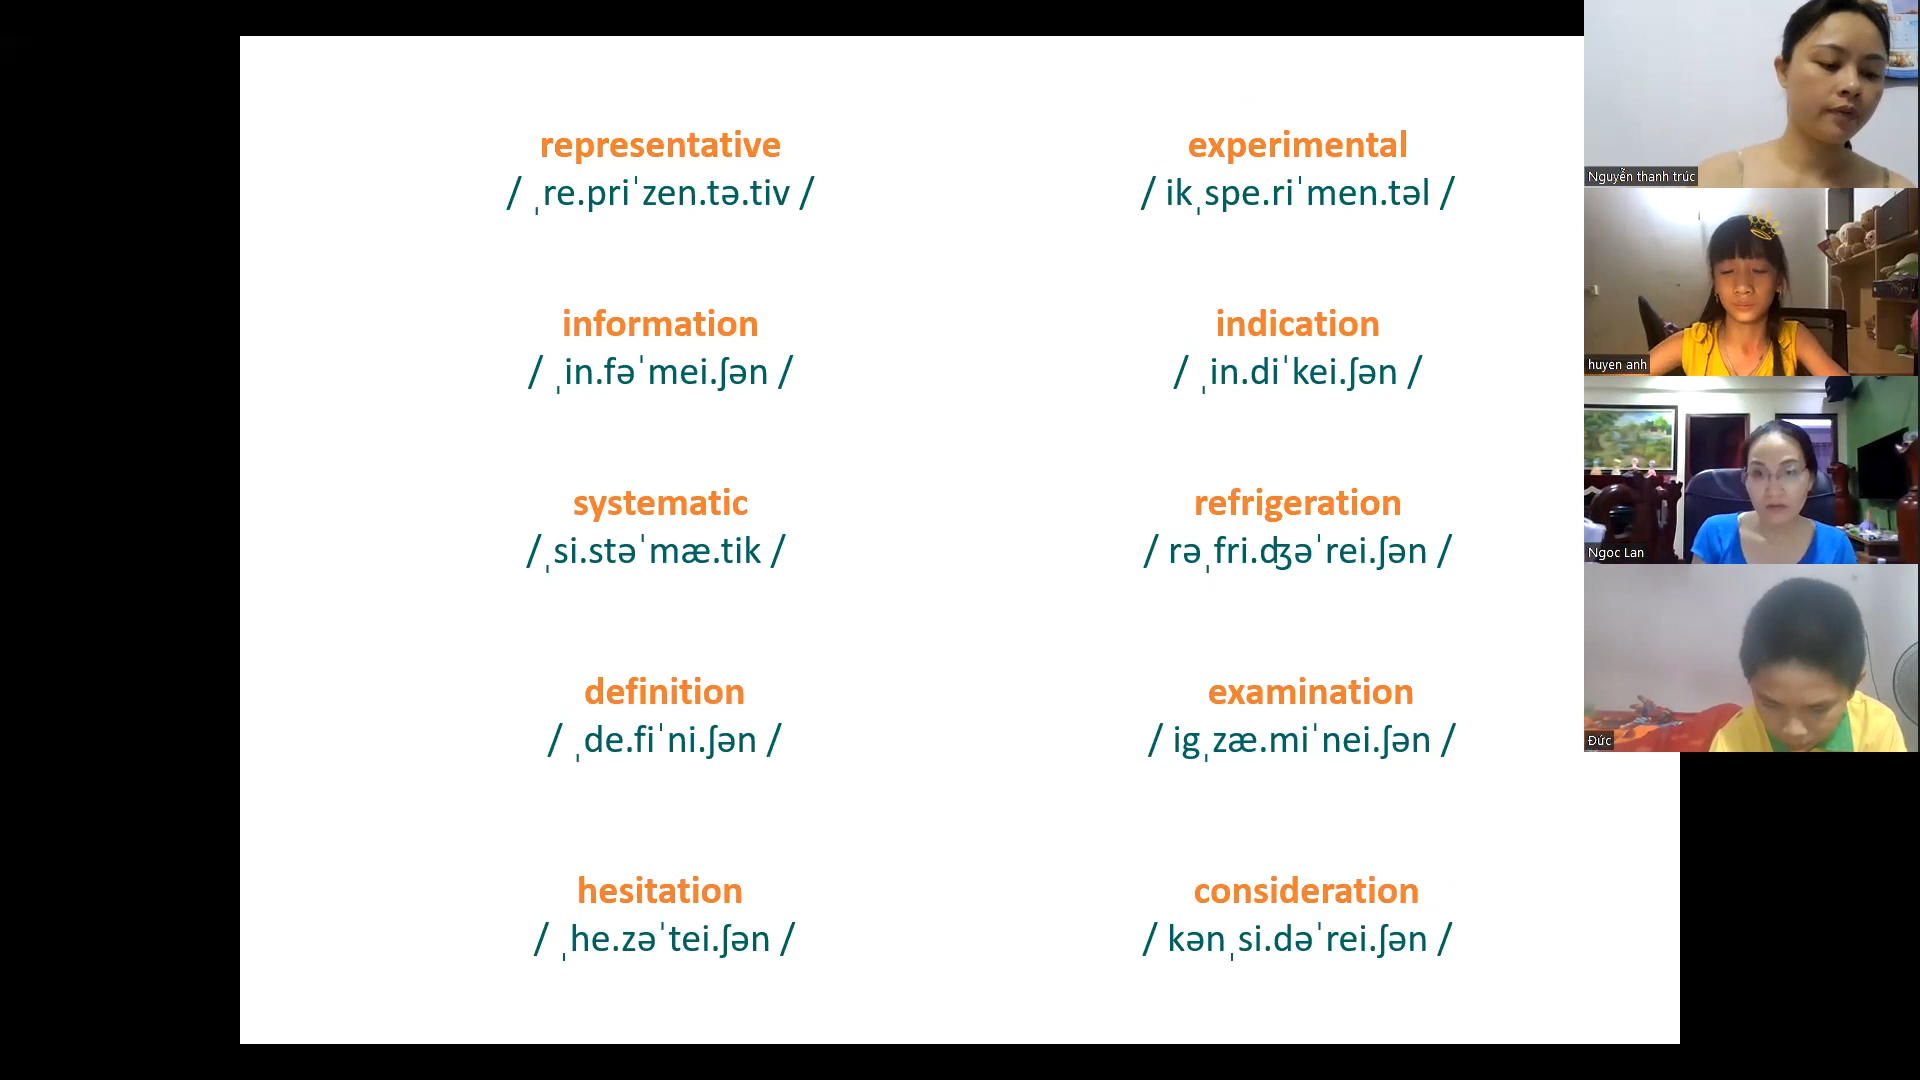 representative
/ ˌre.priˈzen.tə.tiv /
experimental
/ ikˌspe.riˈmen.təl /
information
/ ˌin.fəˈmei.ʃən /
indication
/ ˌin.diˈkei.ʃən /
systematic
/ˌsi.stəˈmæ.tik /
refrigeration
/ rəˌfri.ʤəˈrei.ʃən /
definition
/ ˌde.fiˈni.ʃən /
examination
/ igˌzæ.miˈnei.ʃən /
hesitation
/ ˌhe.zəˈtei.ʃən /
consideration
/ kənˌsi.dəˈrei.ʃən /
Nguyễn thanh trúc
huyen anh
Ngoc Lan
Đức